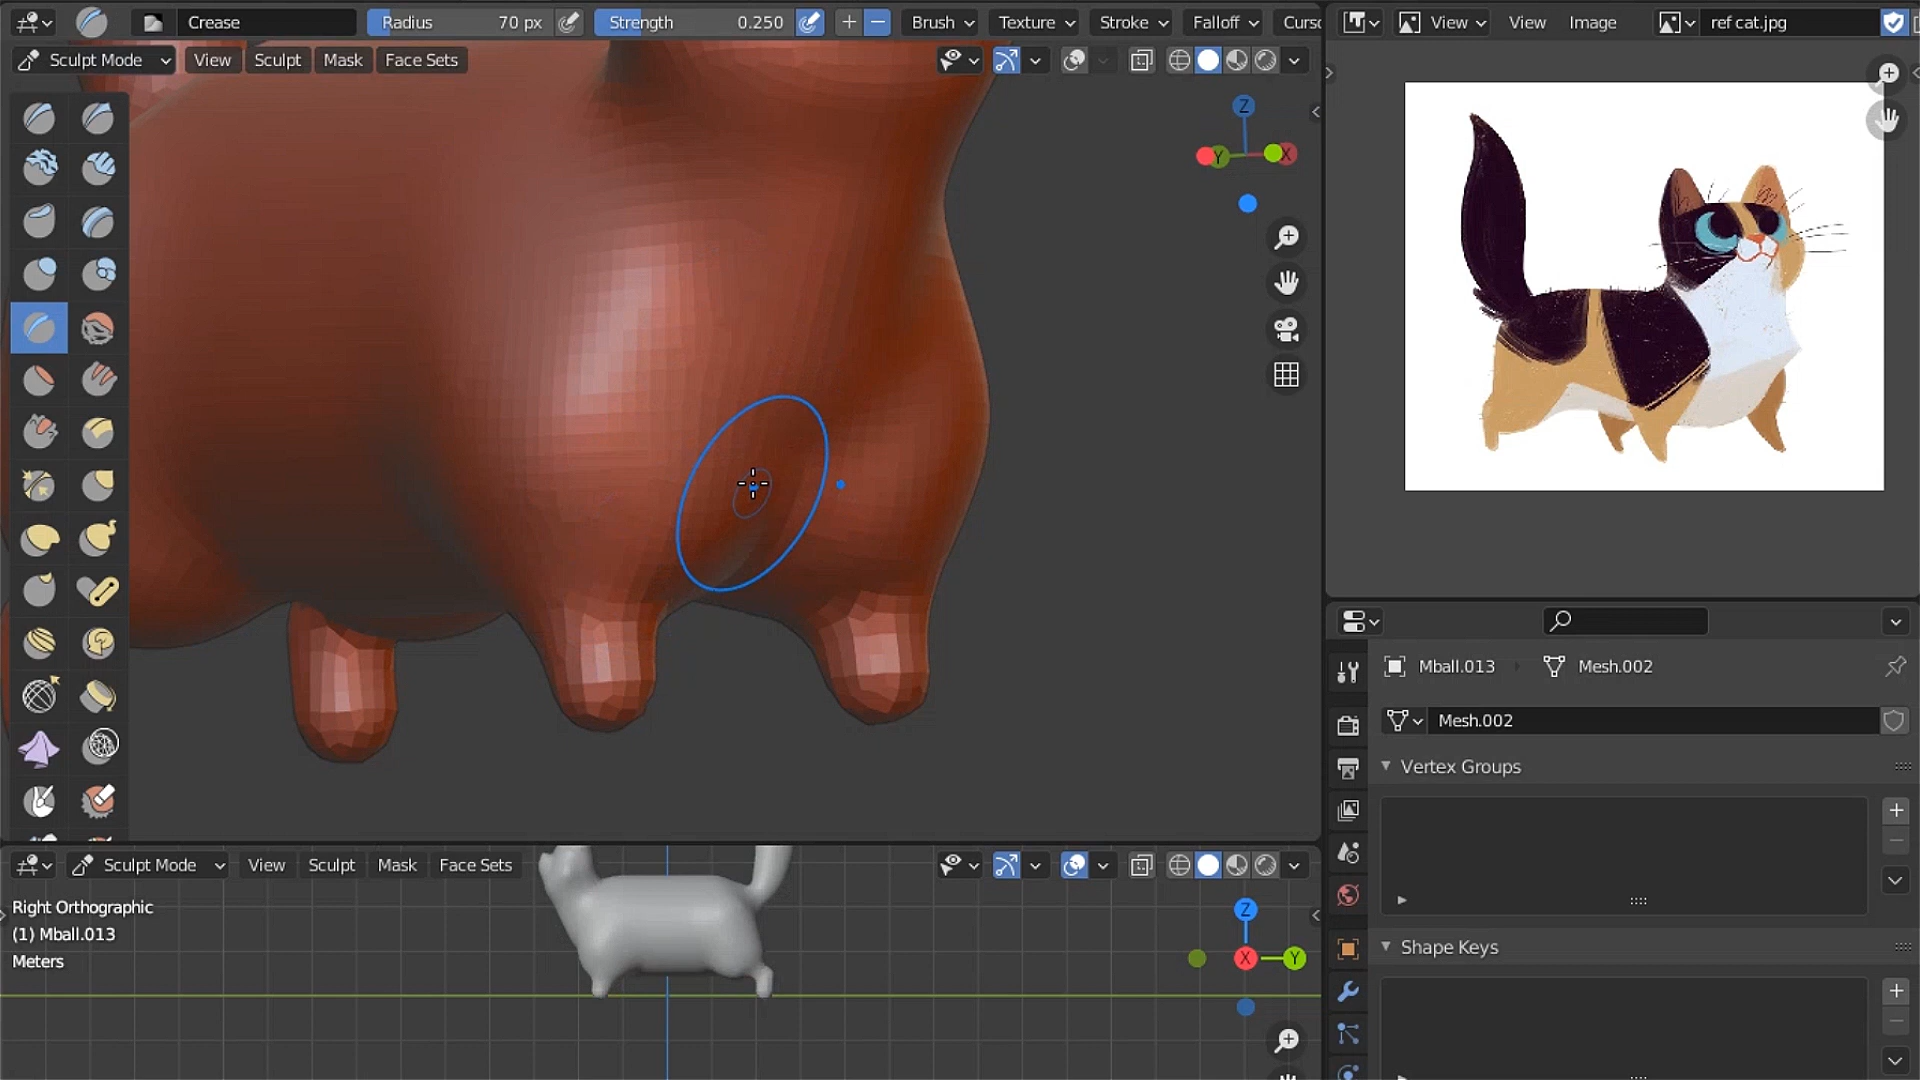 Crease
Radius 70 px
Strength 0.250
Brush
Texture
Stroke
Falloff
View
View
Image
ref cat.jpg
Sculpt Mode
View
Sculpt
Mask
Face Sets
Z
Y
X
Mball.013
Mesh.002
Mesh.002
Vertex Groups
Sculpt Mode
View
Sculpt
Mask
Face Sets
Right Orthographic
(1) Mball.013
Meters
Z
X
Y
Shape Keys